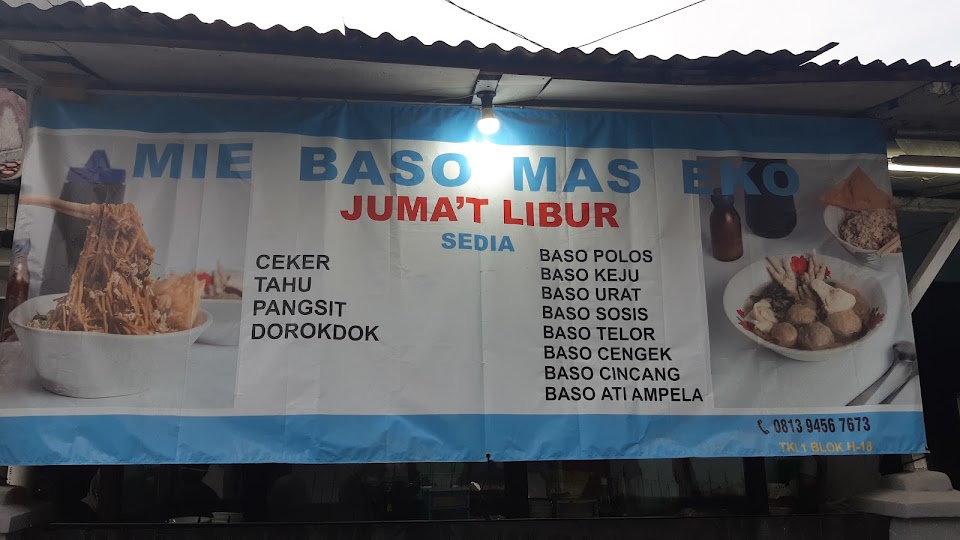 MIE BASO MAS EKO
JUMA'T LIBUR
SEDIA
CEKER
TAHU
PANGSIT
DOROKDOK
BASO POLOS
BASO KEJU
BASO URAT
BASO SOSIS
BASO TELOR
BASO CENGEK
BASO CINCANG
BASO ATI AMPELA
0813 9456 7673
TKI 1 BLOK H-18